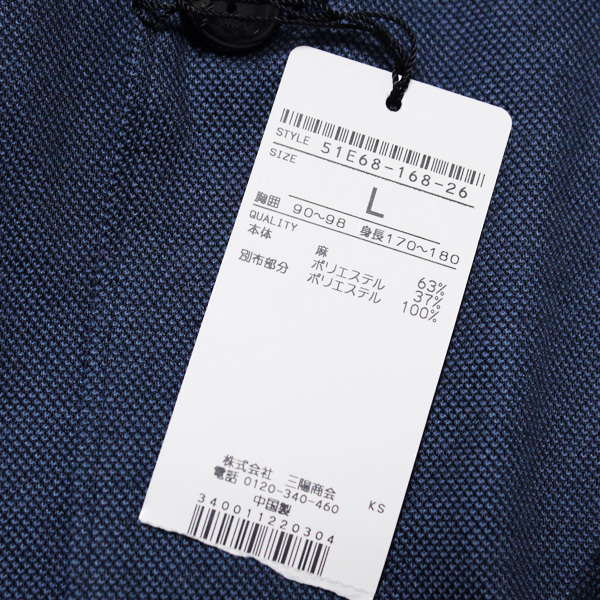 STYLE 51E68-168-26
SIZE
L
胸囲 90〜98 身長170〜180
QUALITY
本体 麻 63%
ポリエステル 37%
別布部分 ポリエステル 100%
株式会社 三陽商会
電話 0120-340-460 KS
中国製
340011220304